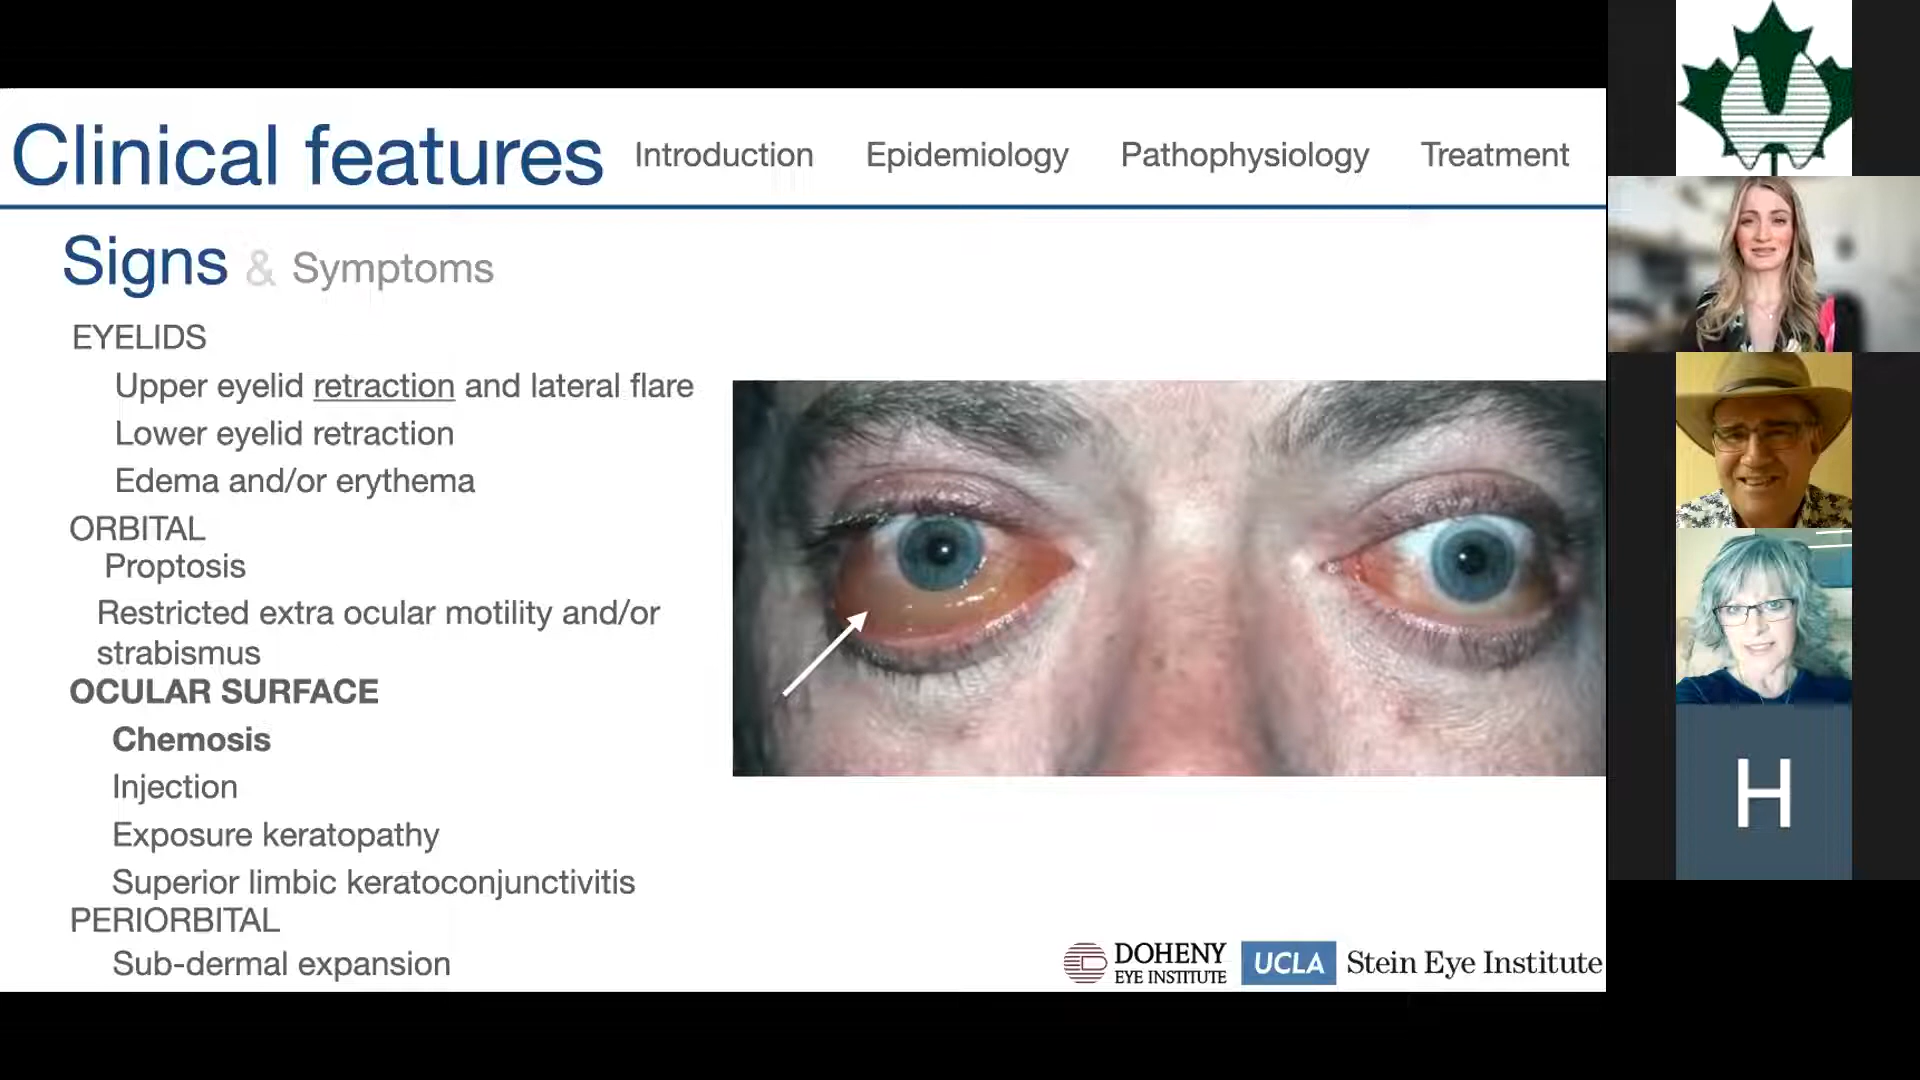 Clinical features
Introduction
Epidemiology
Pathophysiology
Treatment
Signs & Symptoms
EYELIDS
Upper eyelid retraction and lateral flare
Lower eyelid retraction
Edema and/or erythema
ORBITAL
Proptosis
Restricted extra ocular motility and/or
strabismus
OCULAR SURFACE
Chemosis
Injection
Exposure keratopathy
Superior limbic keratoconjunctivitis
PERIORBITAL
Sub-dermal expansion
DOHENY
EYE INSTITUTE
UCLA
Stein Eye Institute
H